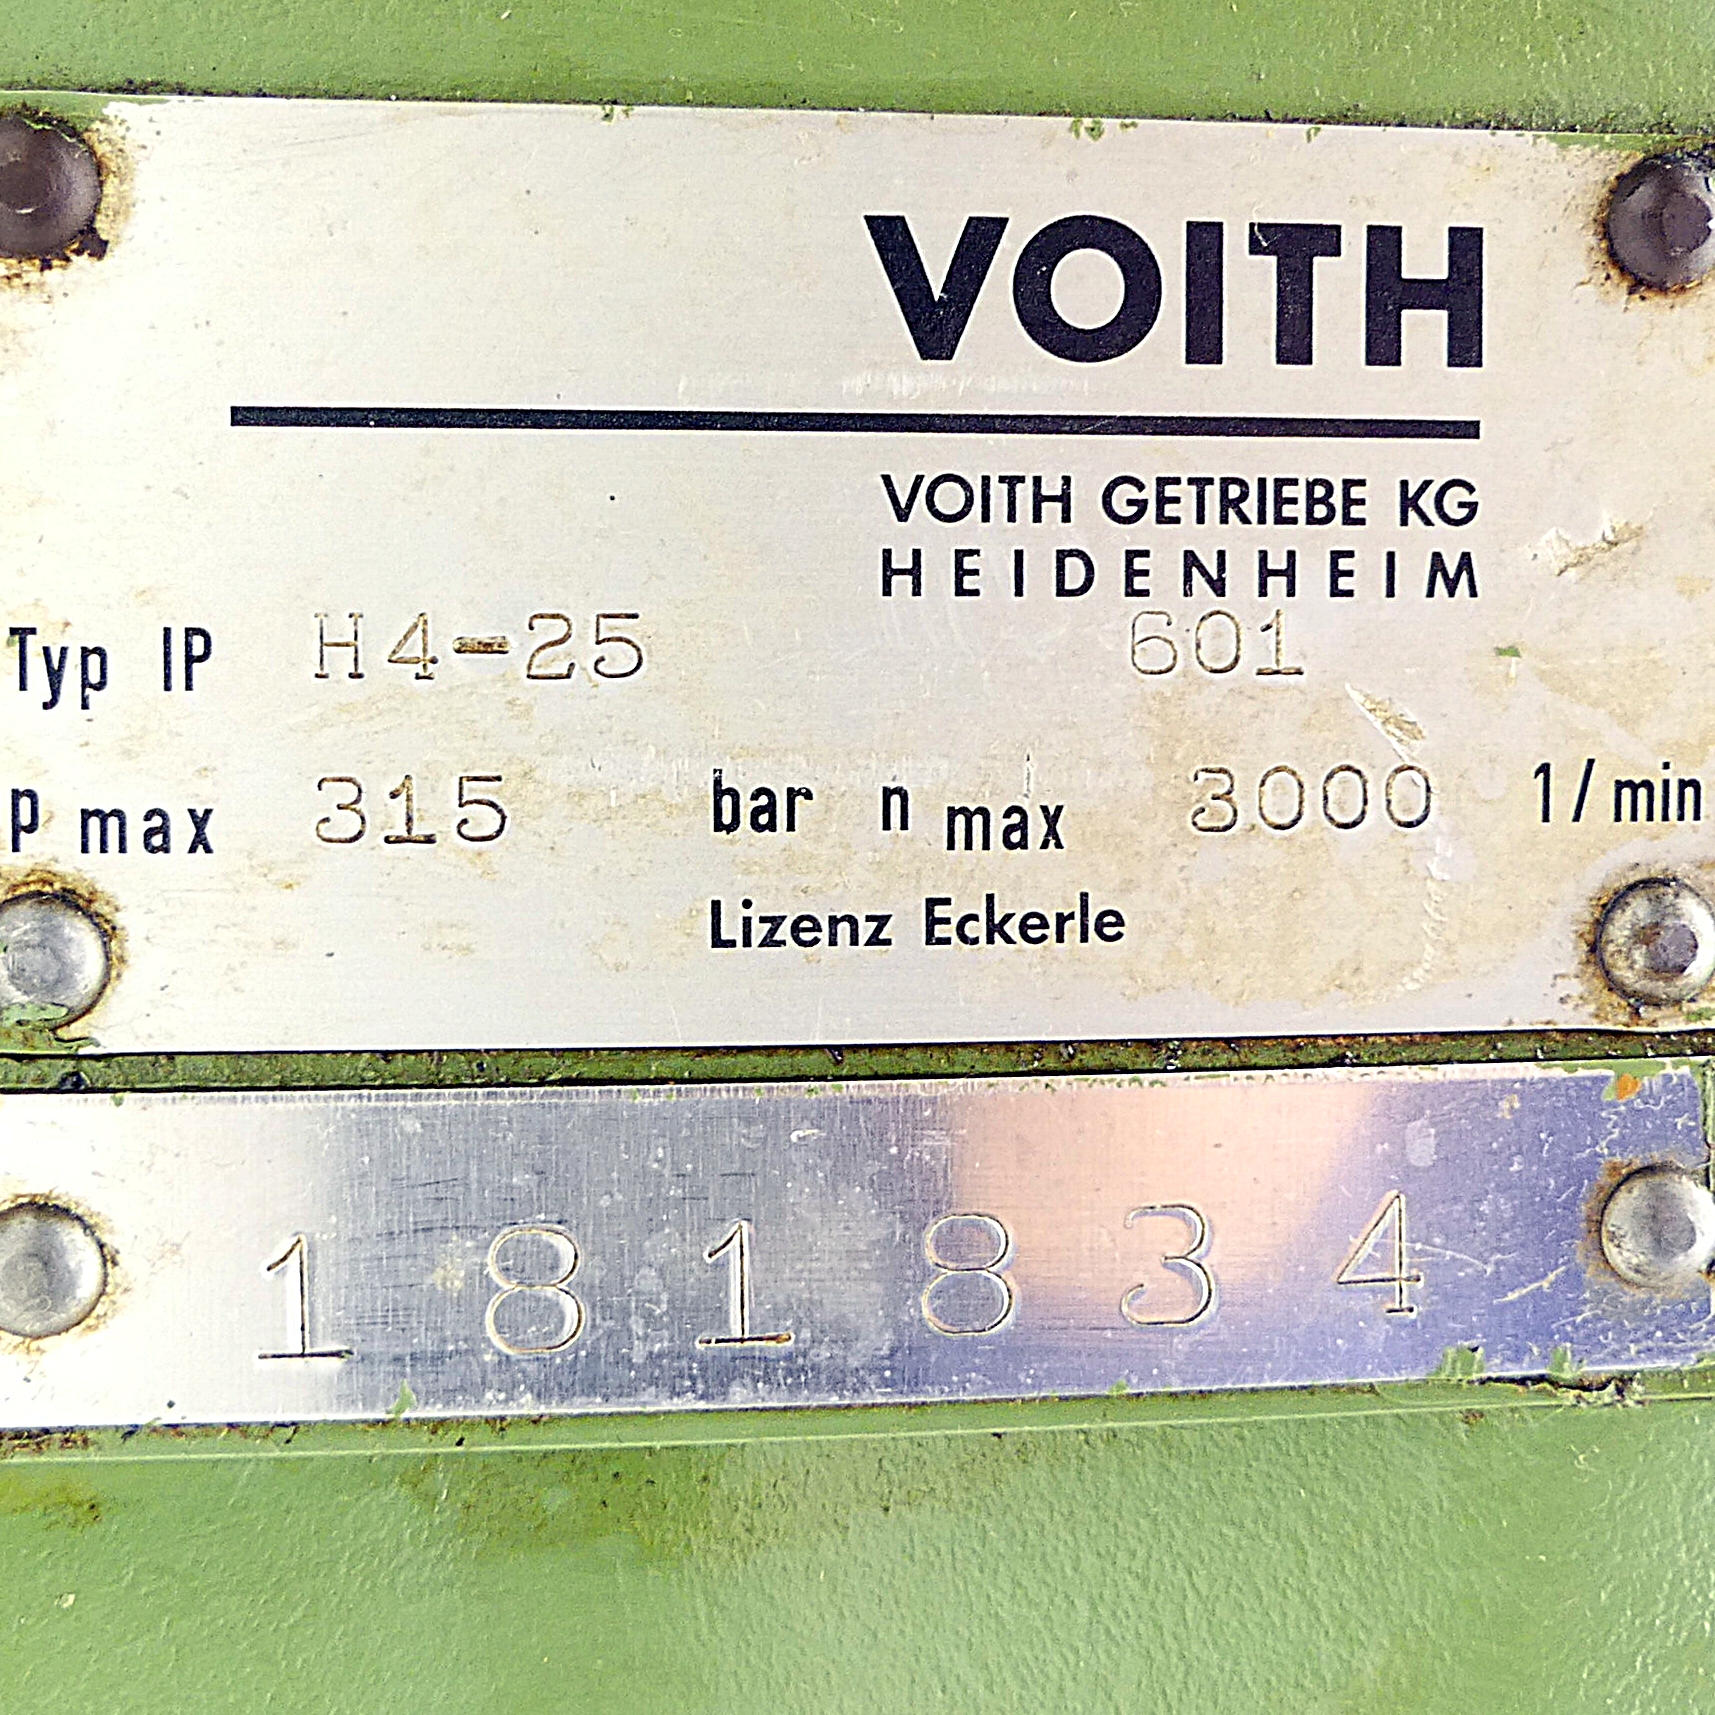 VOITH
VOITH GETRIEBE KG
HEIDENHEIM
Typ IP H4-25 601
p max 315 bar n max 3000 1/min
Lizenz Eckerle
181834